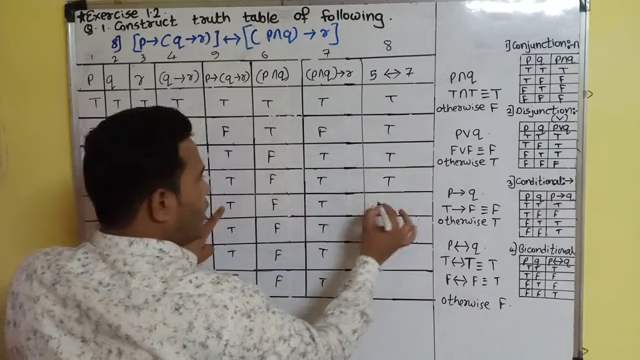 *Exercise 1.2
Q.1. Construct truth table of following.
8) [p→(q→r)]↔[(p∧q)→r]
1 2 3 4 5 6 7 8
p q r (q→r) p→(q→r) (p∧q) (p∧q)→r 5↔7
T T T T T T T T
F T F T
T F T T
T F T T
T F T
T F T
F T
1) Conjunction:-∩
p q p∩q
T T T
T F F
F T F
F F F
p∩q
T∩T≡T
otherwise F
2) Disjunction:-
(∨)
p q p∨q
T T T
T F T
F T T
F F F
p∨q
F∨F≡F
otherwise T
3) Conditional:→
p q p→q
T T T
T F F
F T T
F F T
p→q
T→F≡F
otherwise T
4) Biconditional
p q p↔q
T T T
T F F
F T F
F F T
p↔q
T↔T≡T
F↔F≡T
otherwise F.